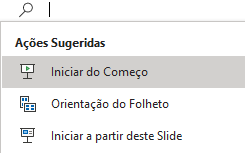 Ações Sugeridas
Iniciar do Começo
Orientação do Folheto
Iniciar a partir deste Slide